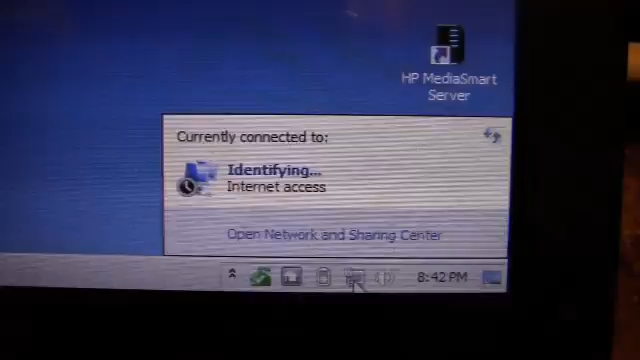 HP MediaSmart
Server
Currently connected to:
Identifying...
Internet access
Open Network and Sharing Center
8:42 PM